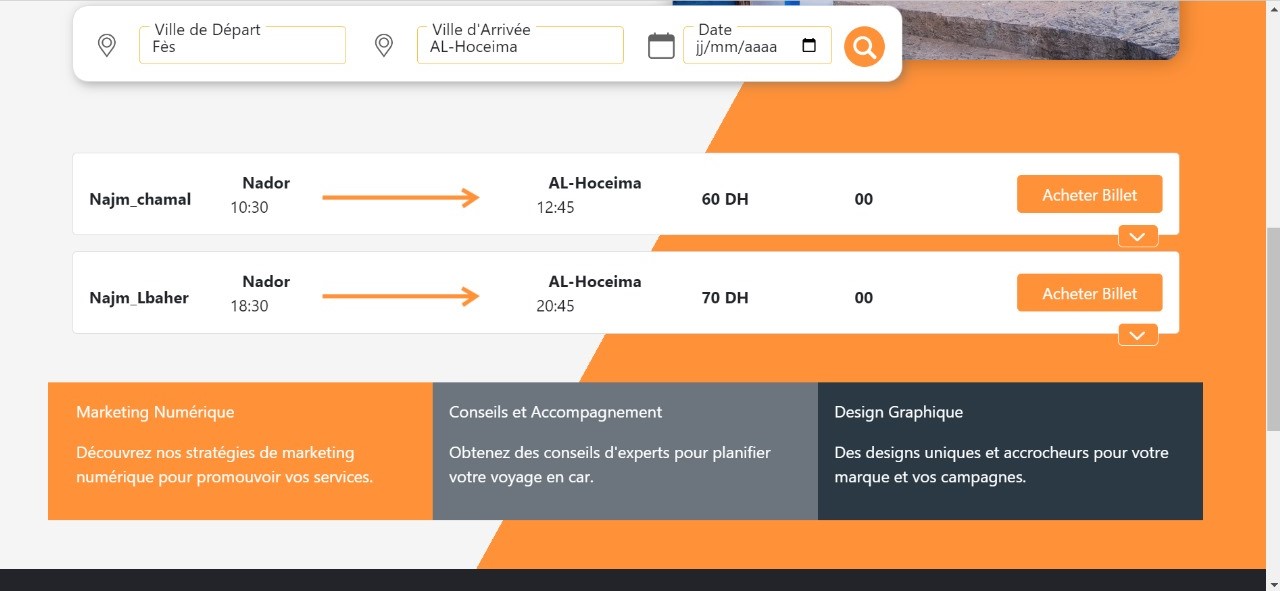 Ville de Départ
Fès
Ville d'Arrivée
AL-Hoceima
Date
jj/mm/aaaa
Najm_chamal
Nador
10:30
AL-Hoceima
12:45
60 DH
00
Acheter Billet
Najm_Lbaher
Nador
18:30
AL-Hoceima
20:45
70 DH
00
Acheter Billet
Marketing Numérique
Découvrez nos stratégies de marketing
numérique pour promouvoir vos services.
Conseils et Accompagnement
Obtenez des conseils d'experts pour planifier
votre voyage en car.
Design Graphique
Des designs uniques et accrocheurs pour votre
marque et vos campagnes.